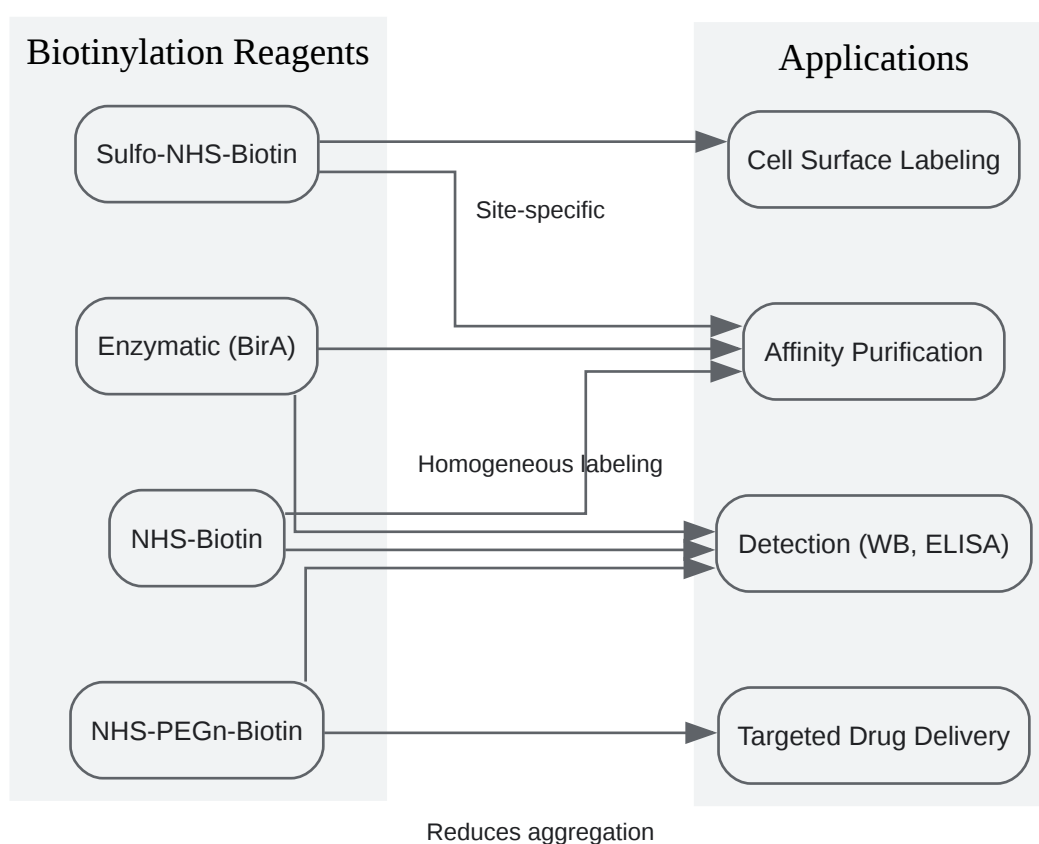 Biotinylation Reagents
Applications
Sulfo-NHS-Biotin
Cell Surface Labeling
Site-specific
Enzymatic (BirA)
Affinity Purification
Homogeneous labeling
NHS-Biotin
Detection (WB, ELISA)
NHS-PEGn-Biotin
Targeted Drug Delivery
Reduces aggregation